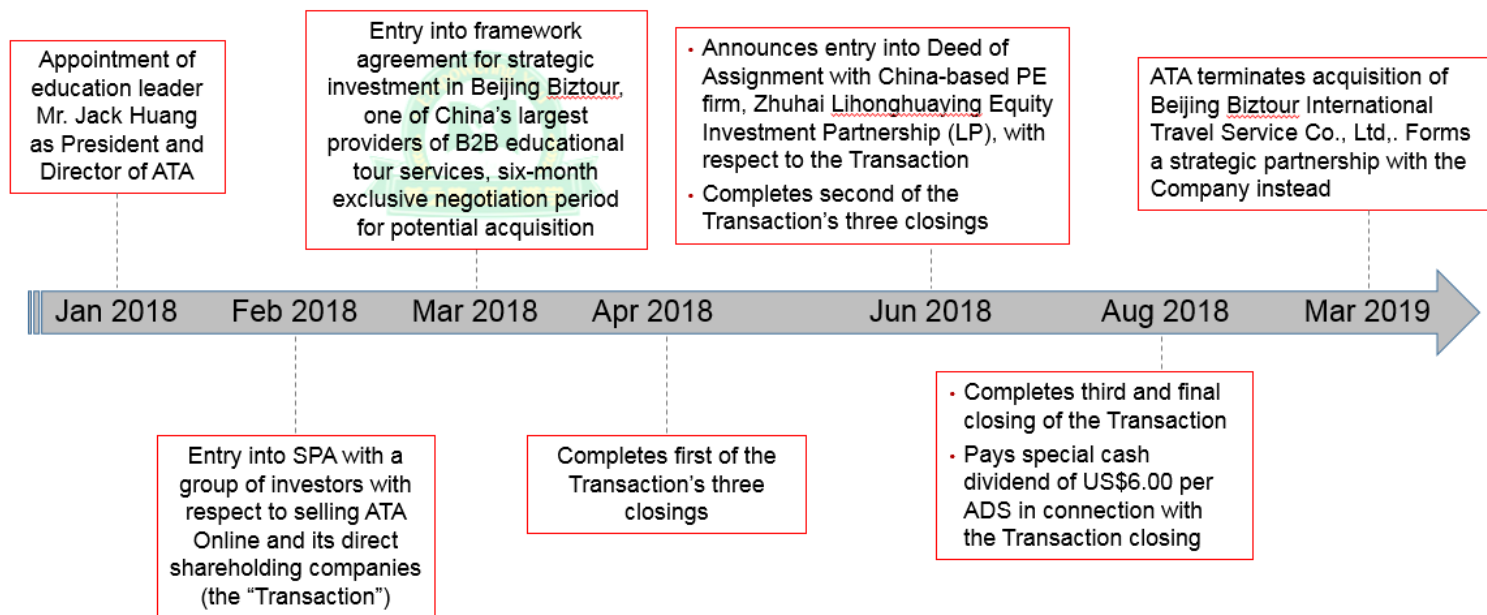 Appointment of
education leader
Mr. Jack Huang
as President and
Director of ATA
Entry into framework
agreement for strategic
investment in Beijing Biztour,
one of China’s largest
providers of B2B educational
tour services, six-month
exclusive negotiation period
for potential acquisition
• Announces entry into Deed of
Assignment with China-based PE
firm, Zhuhai Lihonghuaying Equity
Investment Partnership (LP), with
respect to the Transaction
• Completes second of the
Transaction’s three closings
ATA terminates acquisition of
Beijing Biztour International
Travel Service Co., Ltd,. Forms
a strategic partnership with the
Company instead
Jan 2018 Feb 2018 Mar 2018 Apr 2018 Jun 2018 Aug 2018 Mar 2019
Entry into SPA with a
group of investors with
respect to selling ATA
Online and its direct
shareholding companies
(the “Transaction”)
Completes first of the
Transaction’s three
closings
• Completes third and final
closing of the Transaction
• Pays special cash
dividend of US$6.00 per
ADS in connection with
the Transaction closing